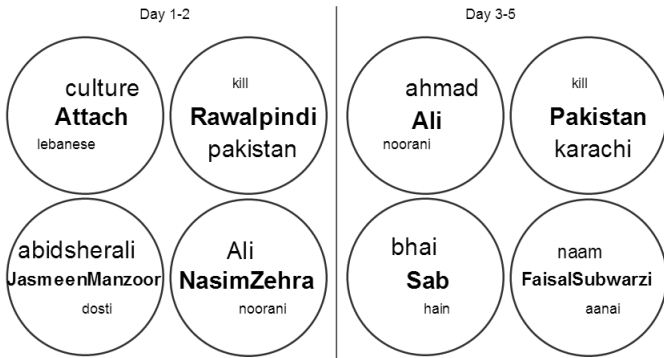 Day 1-2
Day 3-5
culture
Attach
lebanese
kill
Rawalpindi
pakistan
ahmad
Ali
noorani
kill
Pakistan
karachi
abidsherali
JasmeenManzoor
dosti
Ali
NasimZehra
noorani
bhai
Sab
hain
naam
FaisalSubwarzi
aanai